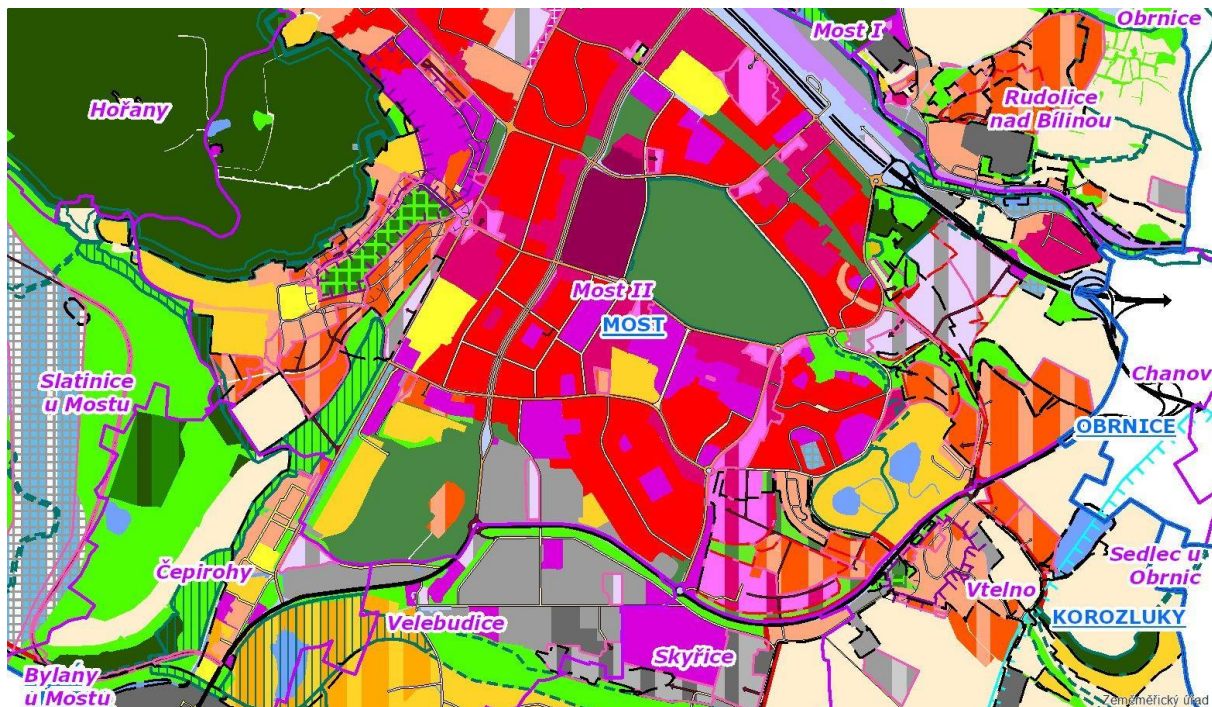 Obrnice
Most I
Hořany
Rudolice
nad Bílinou
Most II
MOST
Slatinice
u Mostu
Chanov
OBRNICE
Čepirohy
Sedlec u
Obrnic
Vtelno
Velebudice
KOROZLUKY
Skyřice
Bylany
u Mostu
Zeměměřický úřad